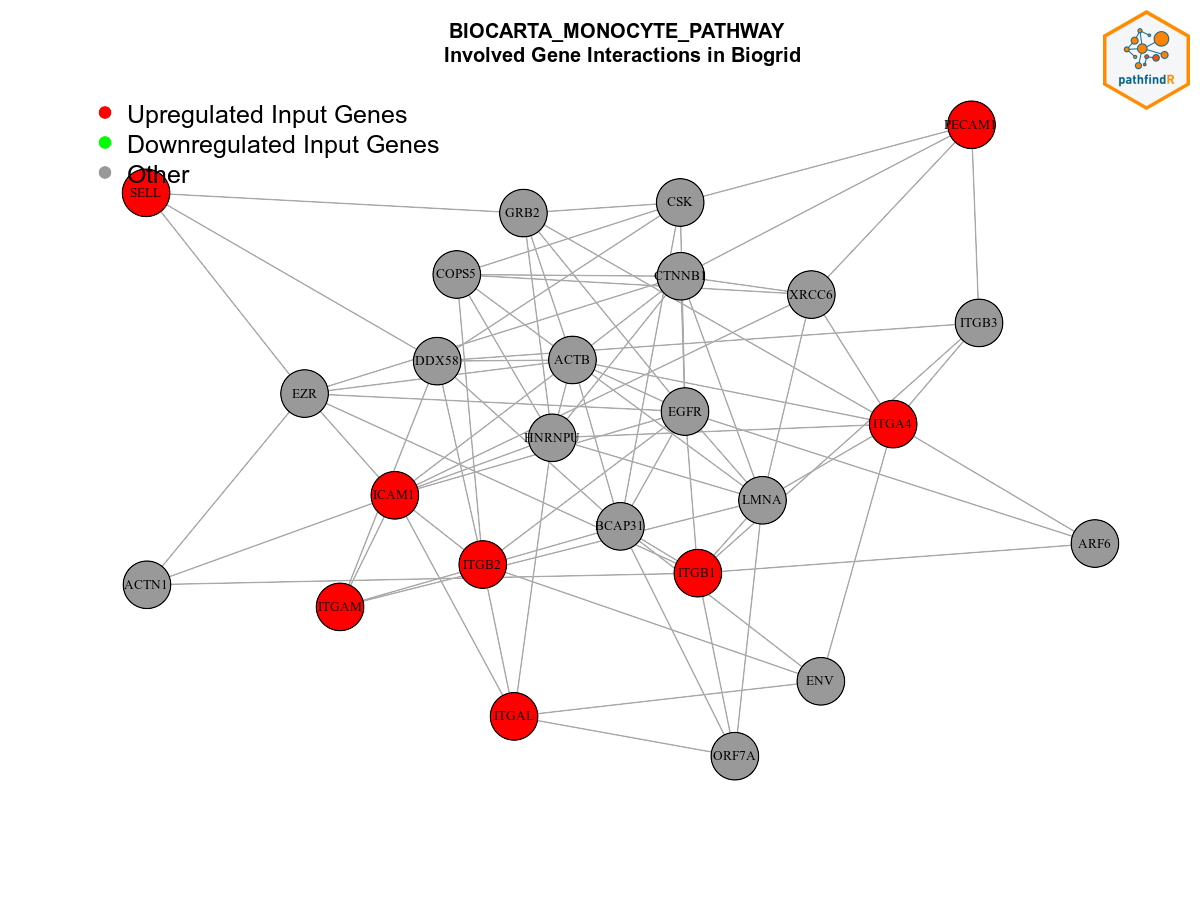 BIOCARTA_MONOCYTE_PATHWAY
Involved Gene Interactions in Biogrid
pathfindR
Upregulated Input Genes
Downregulated Input Genes
Other
PECAM1
SELL
CSK
GRB2
COPS5
CTNNB1
XRCC6
ITGB3
DDX58
ACTB
EZR
EGFR
ITGA4
HNRNPU
ICAM1
LMNA
BCAP31
ARF6
ITGB2
ITGB1
ACTN1
ITGAM
ENV
ITGAL
ORF7A